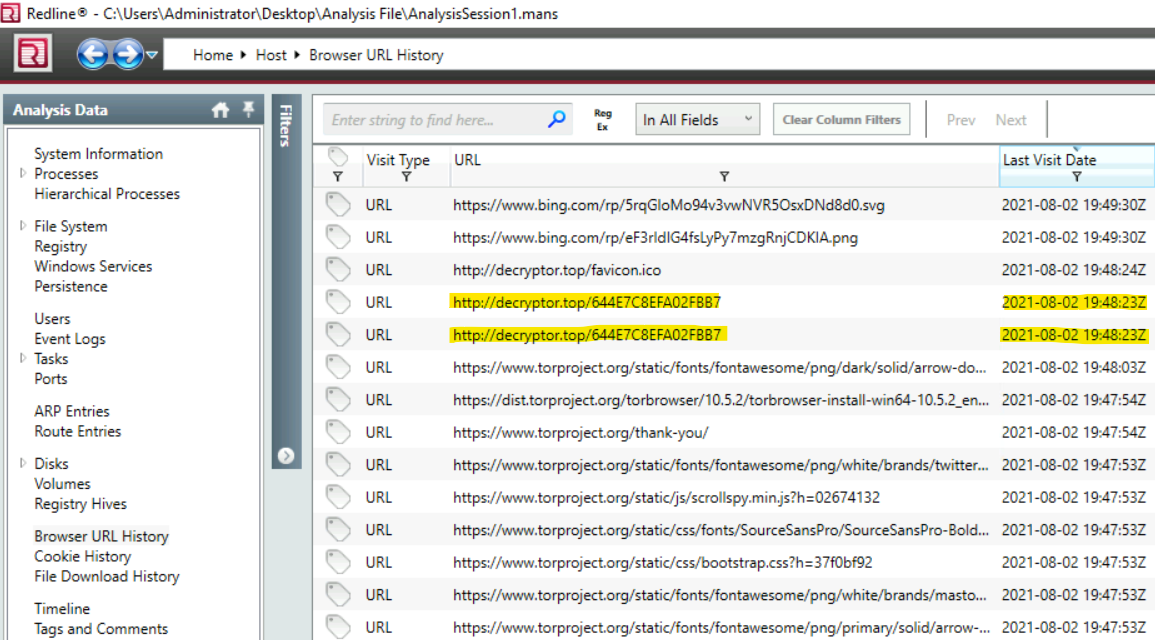 Redline® - C:\Users\Administrator\Desktop\Analysis File\AnalysisSession1.mans
Home Host Browser URL History
Analysis Data
System Information
Processes
Hierarchical Processes
File System
Registry
Windows Services
Persistence
Users
Event Logs
Tasks
Ports
ARP Entries
Route Entries
Disks
Volumes
Registry Hives
Browser URL History
Cookie History
File Download History
Timeline
Tags and Comments
Filters
Enter string to find here...
Reg Ex
In All Fields
Clear Column Filters
Prev Next
Visit Type URL Last Visit Date
URL https://www.bing.com/rp/5rqGloMo94v3vwNVR5OsxDNd8d0.svg 2021-08-02 19:49:30Z
URL https://www.bing.com/rp/eF3rIdIG4fsLyPy7mzgRnjCDKIA.png 2021-08-02 19:49:30Z
URL http://decryptor.top/favicon.ico 2021-08-02 19:48:24Z
URL http://decryptor.top/644E7C8EFA02FBB7 2021-08-02 19:48:23Z
URL http://decryptor.top/644E7C8EFA02FBB7 2021-08-02 19:48:23Z
URL https://www.torproject.org/static/fonts/fontawesome/png/dark/solid/arrow-do... 2021-08-02 19:48:03Z
URL https://dist.torproject.org/torbrowser/10.5.2/torbrowser-install-win64-10.5.2_en... 2021-08-02 19:47:54Z
URL https://www.torproject.org/thank-you/ 2021-08-02 19:47:54Z
URL https://www.torproject.org/static/fonts/fontawesome/png/white/brands/twitter... 2021-08-02 19:47:53Z
URL https://www.torproject.org/static/js/scrollspy.min.js?h=02674132 2021-08-02 19:47:53Z
URL https://www.torproject.org/static/css/fonts/SourceSansPro/SourceSansPro-Bold... 2021-08-02 19:47:53Z
URL https://www.torproject.org/static/css/bootstrap.css?h=37f0bf92 2021-08-02 19:47:53Z
URL https://www.torproject.org/static/fonts/fontawesome/png/white/brands/masto... 2021-08-02 19:47:53Z
URL https://www.torproject.org/static/fonts/fontawesome/png/primary/solid/arrow-... 2021-08-02 19:47:53Z